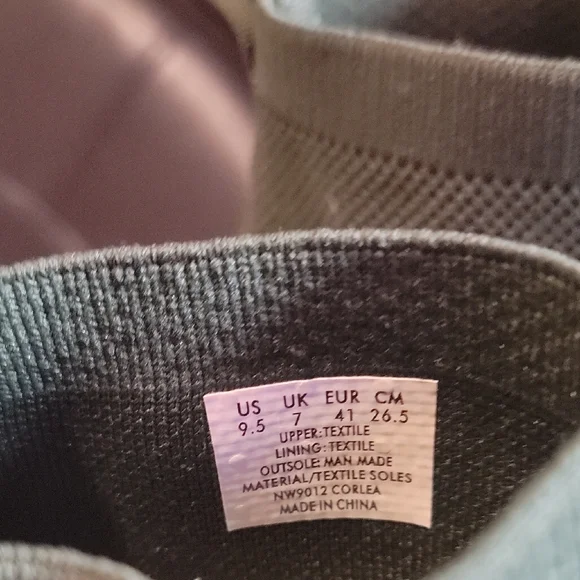 US UK EUR CM
9.5 7 41 26.5
UPPER:TEXTILE
LINING:TEXTILE
OUTSOLE: MAN MADE
MATERIAL/TEXTILE SOLES
NW9012 CORLEA
MADE IN CHINA